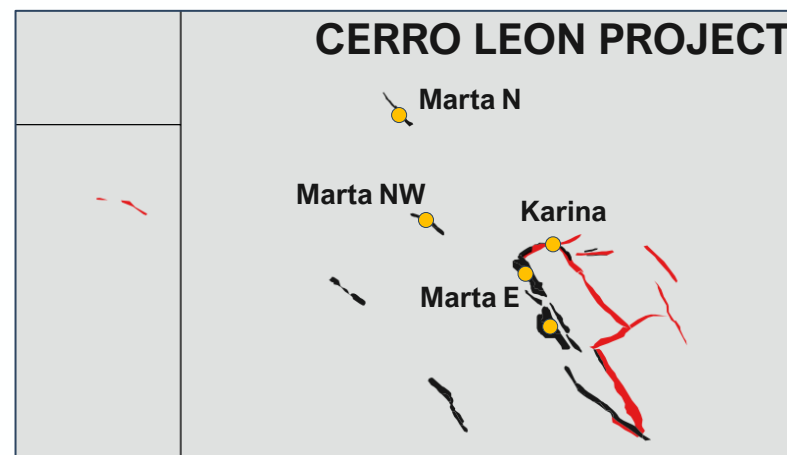 CERRO LEON PROJECT
Marta N
Marta NW
Karina
Marta E